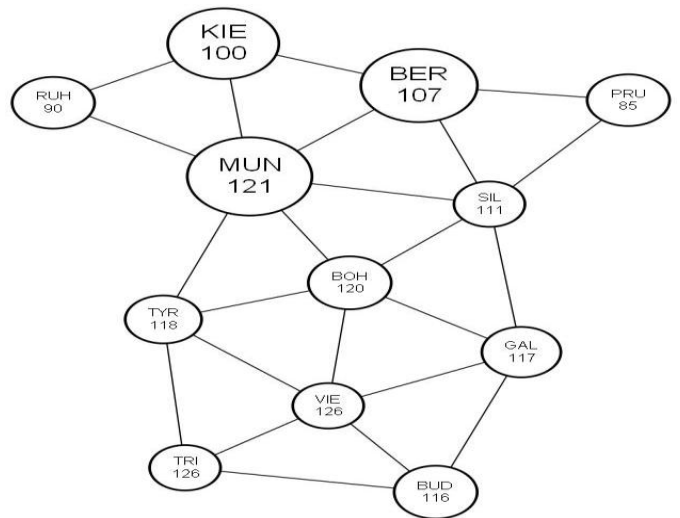 KIE
100
BER
107
RUH
90
PRU
85
MUN
121
SIL
111
BOH
120
TYR
118
GAL
117
VIE
126
TRI
126
BUD
116